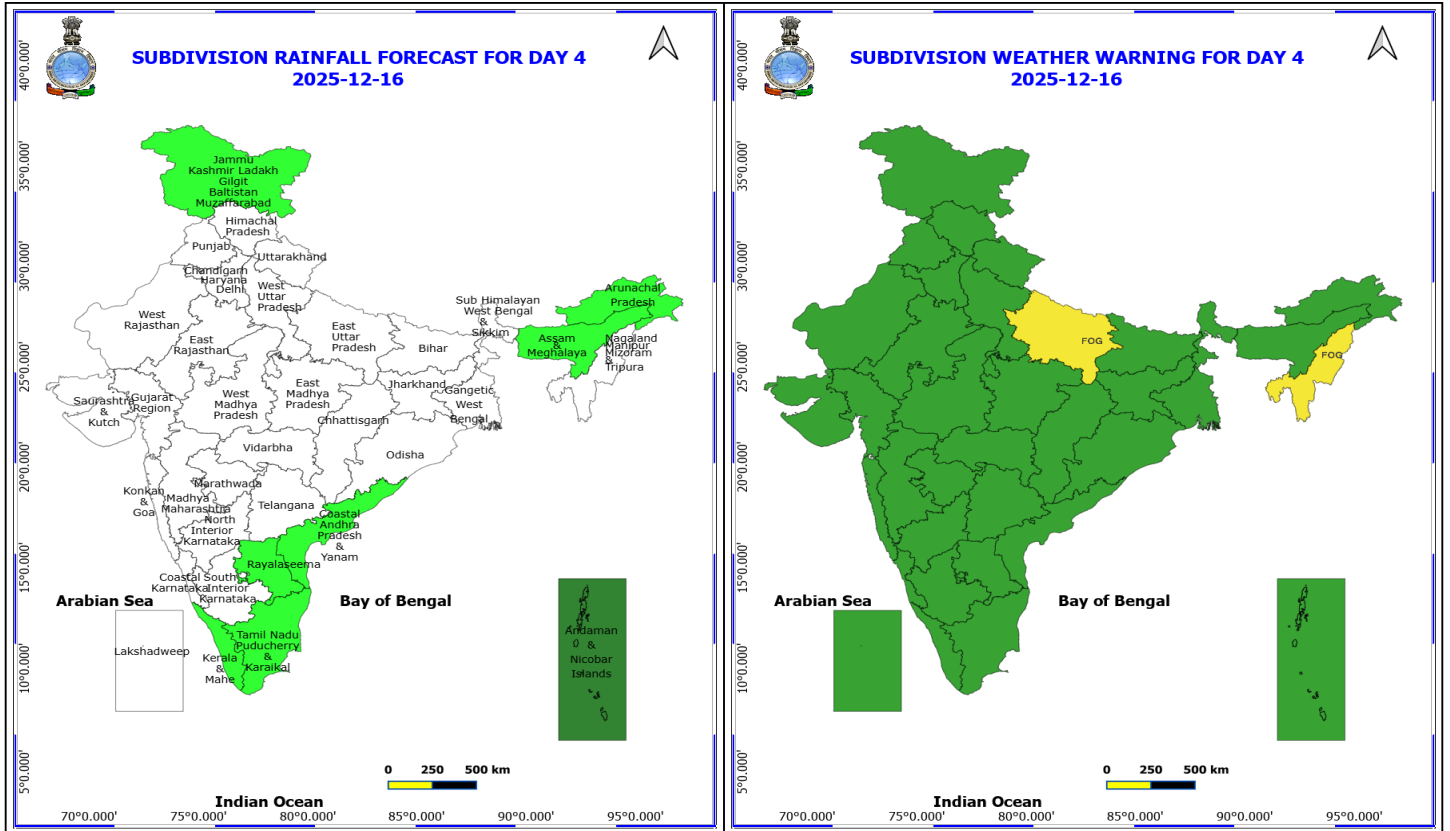 SUBDIVISION RAINFALL FORECAST FOR DAY 4
2025-12-16
40°0.000'
35°0.000'
30°0.000'
25°0.000'
20°0.000'
15°0.000'
10°0.000'
5°0.000'
Jammu
Kashmir Ladakh
Gilgit
Baltistan
Muzaffarabad
Himachal
Pradesh
Punjab
Uttarakhand
Chandigarh
Haryana
Delhi
West
Uttar
Pradesh
West
Rajasthan
East
Rajasthan
East
Uttar
Pradesh
Bihar
Sub Himalayan
West Bengal
&
Sikkim
Arunachal
Pradesh
Assam
&
Meghalaya
Nagaland
Manipur
Mizoram
&
Tripura
Saurashtra
&
Kutch
Gujarat
Region
West
Madhya
Pradesh
East
Madhya
Pradesh
Jharkhand
Gangetic
West
Bengal
Chhattisgarh
Vidarbha
Odisha
Konkan
&
Goa
Madhya
Maharashtra
Marathwada
Telangana
North
Interior
Karnataka
Coastal
Andhra
Pradesh
&
Yanam
Rayalaseema
Coastal
Karnataka
South
Interior
Karnataka
Arabian Sea
Bay of Bengal
Lakshadweep
Kerala
&
Mahe
Tamil Nadu
Puducherry
&
Karaikal
Andaman
&
Nicobar
Islands
0 250 500 km
Indian Ocean
70°0.000' 75°0.000' 80°0.000' 85°0.000' 90°0.000' 95°0.000'
SUBDIVISION WEATHER WARNING FOR DAY 4
2025-12-16
40°0.000'
35°0.000'
30°0.000'
25°0.000'
20°0.000'
15°0.000'
10°0.000'
5°0.000'
FOG
FOG
Arabian Sea
Bay of Bengal
0 250 500 km
Indian Ocean
70°0.000' 75°0.000' 80°0.000' 85°0.000' 90°0.000' 95°0.000'